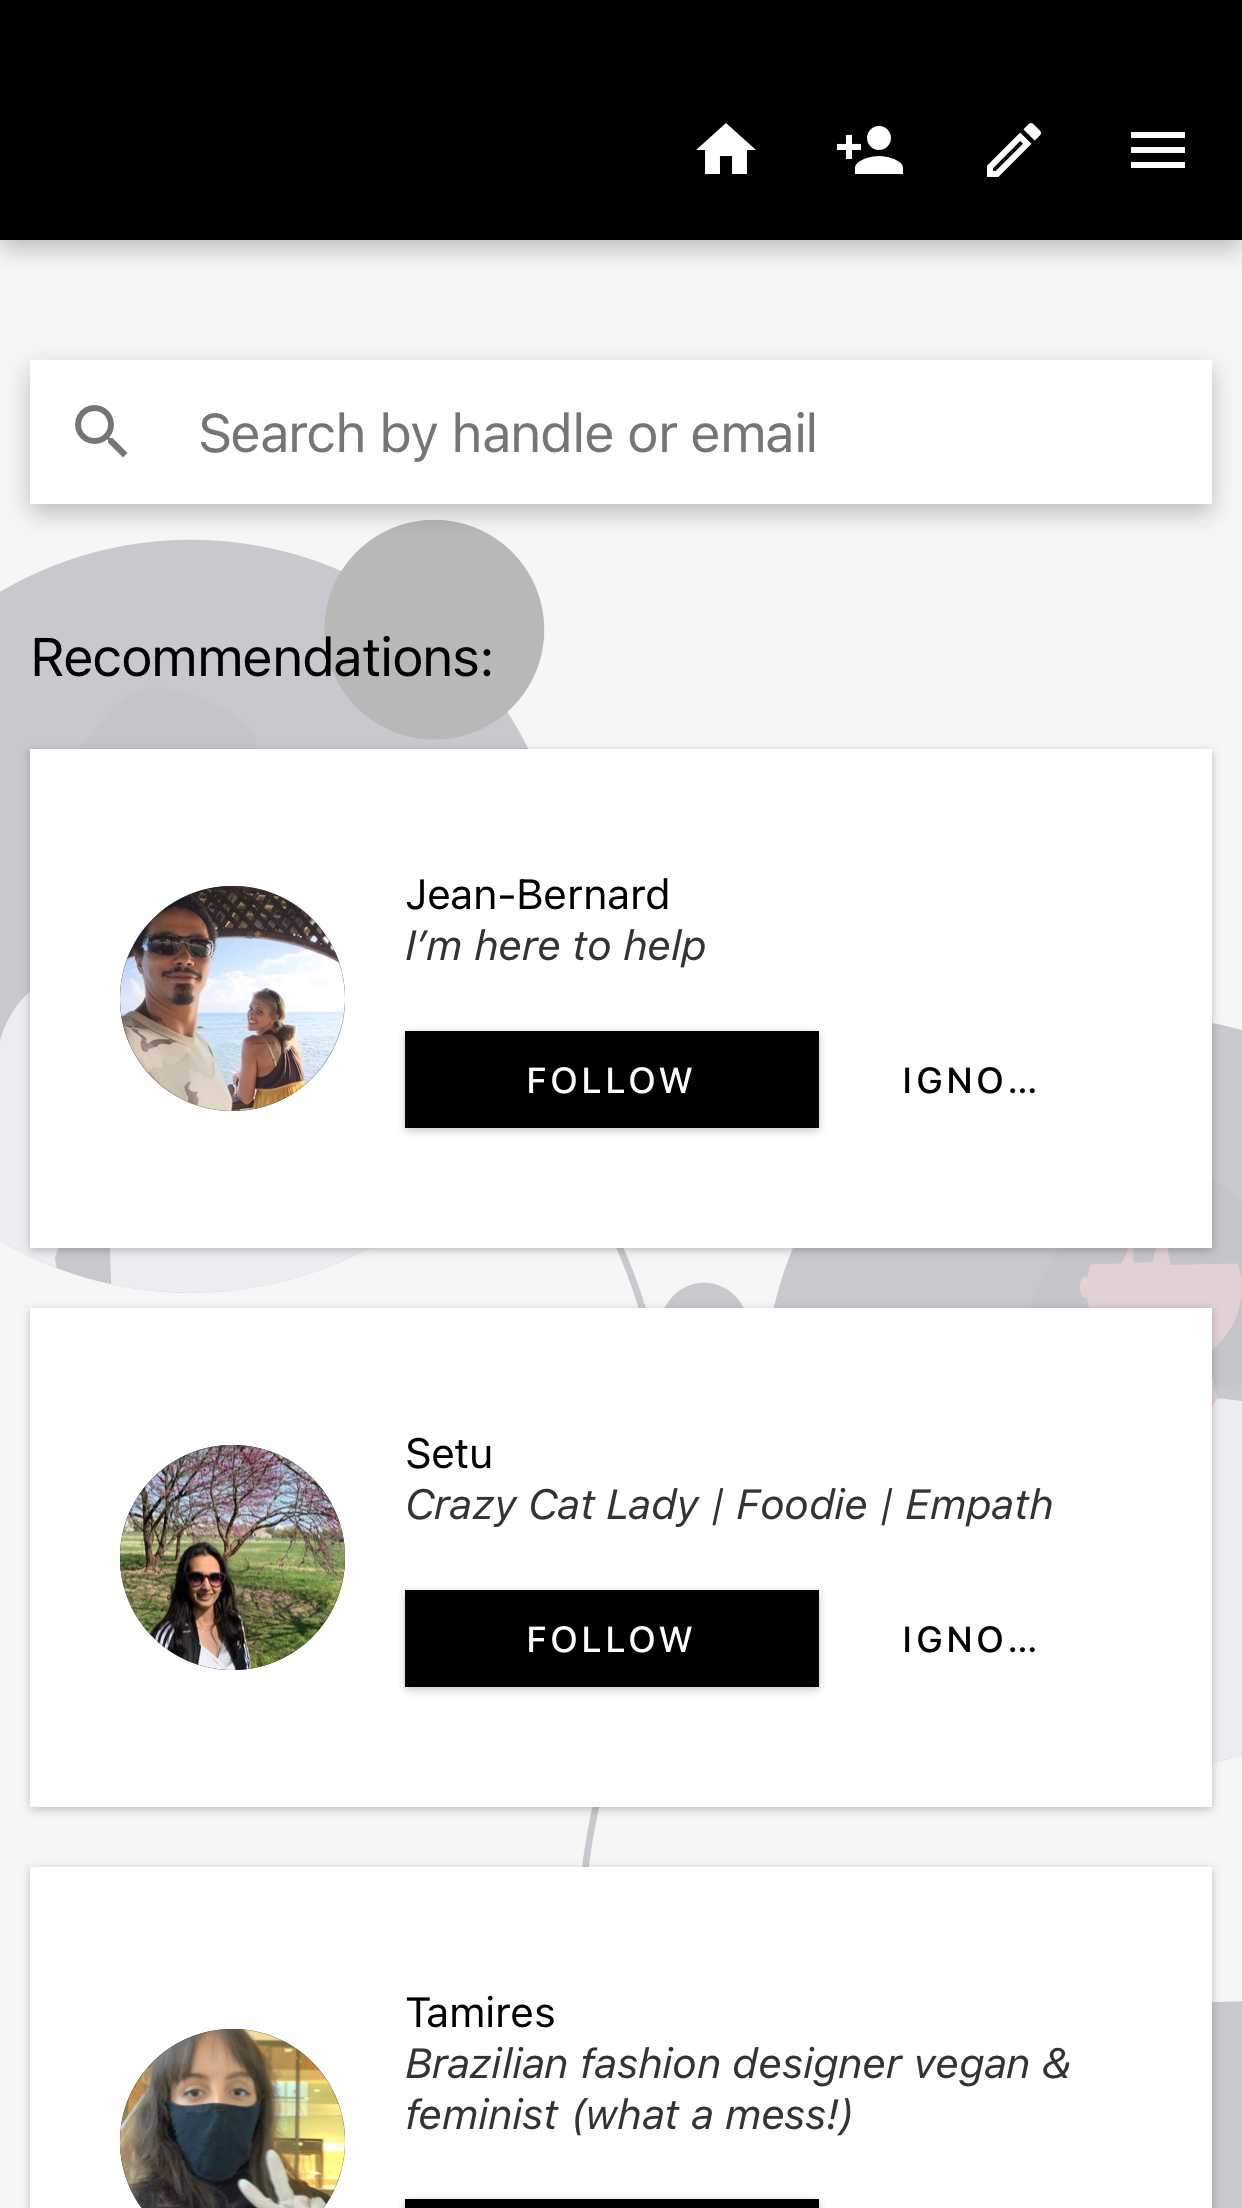 Search by handle or email
Recommendations:
Jean-Bernard
I'm here to help
FOLLOW
IGNO...
Setu
Crazy Cat Lady | Foodie | Empath
FOLLOW
IGNO...
Tamires
Brazilian fashion designer vegan &
feminist (what a mess!)